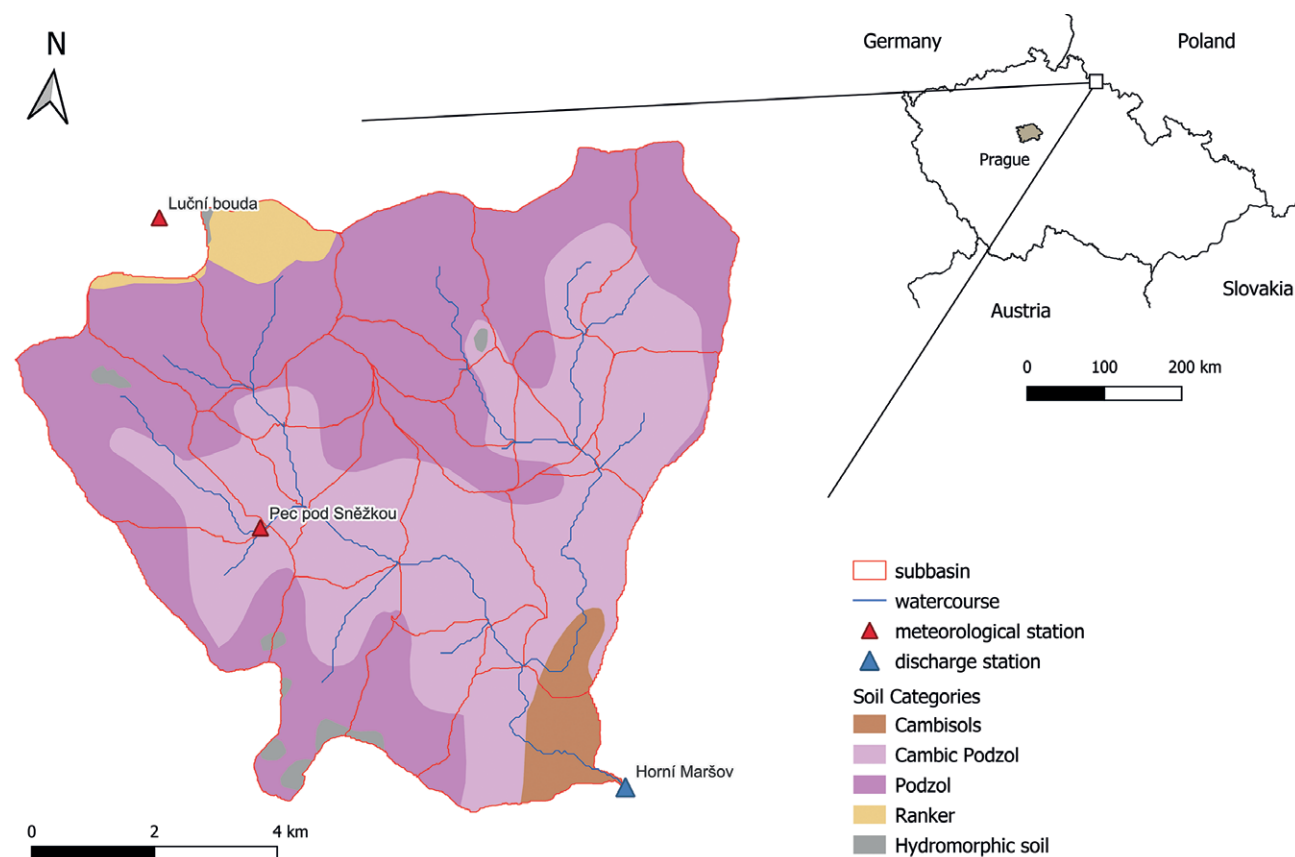 N
Germany
Poland
Prague
Austria
Slovakia
0 100 200 km
Luční bouda
Pec pod Sněžkou
Horní Maršov
0 2 4 km
subbasin
watercourse
meteorological station
discharge station
Soil Categories
Cambisols
Cambic Podzol
Podzol
Ranker
Hydromorphic soil